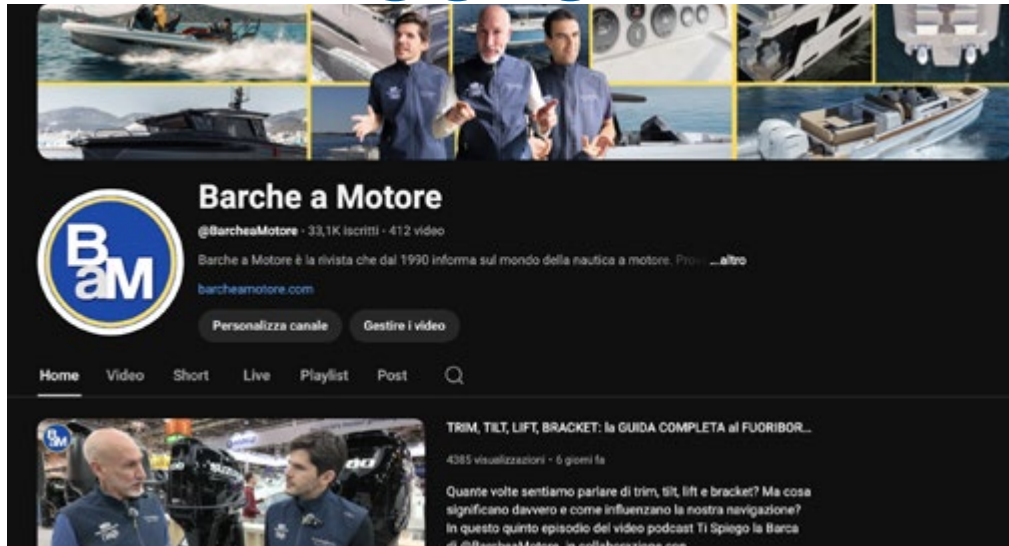 Barche a Motore
@BarcheaMotore · 33,1K iscritti · 412 video
Barche a Motore è la rivista che dal 1990 informa sul mondo della nautica a motore. ...altro
barcheamotore.com
Personalizza canale Gestire i video
Home Video Short Live Playlist Post
BaM
TRIM, TILT, LIFT, BRACKET: la GUIDA COMPLETA al FUORIBOR...
4385 visualizzazioni · 6 giorni fa
Quante volte sentiamo parlare di trim, tilt, lift e bracket? Ma cosa
significano davvero e come influenzano la nostra navigazione?
In questo quinto episodio del video podcast Ti Spiego la Barca
di @BarcheaMotore, in collaborazione con
BaM
SUZUKI